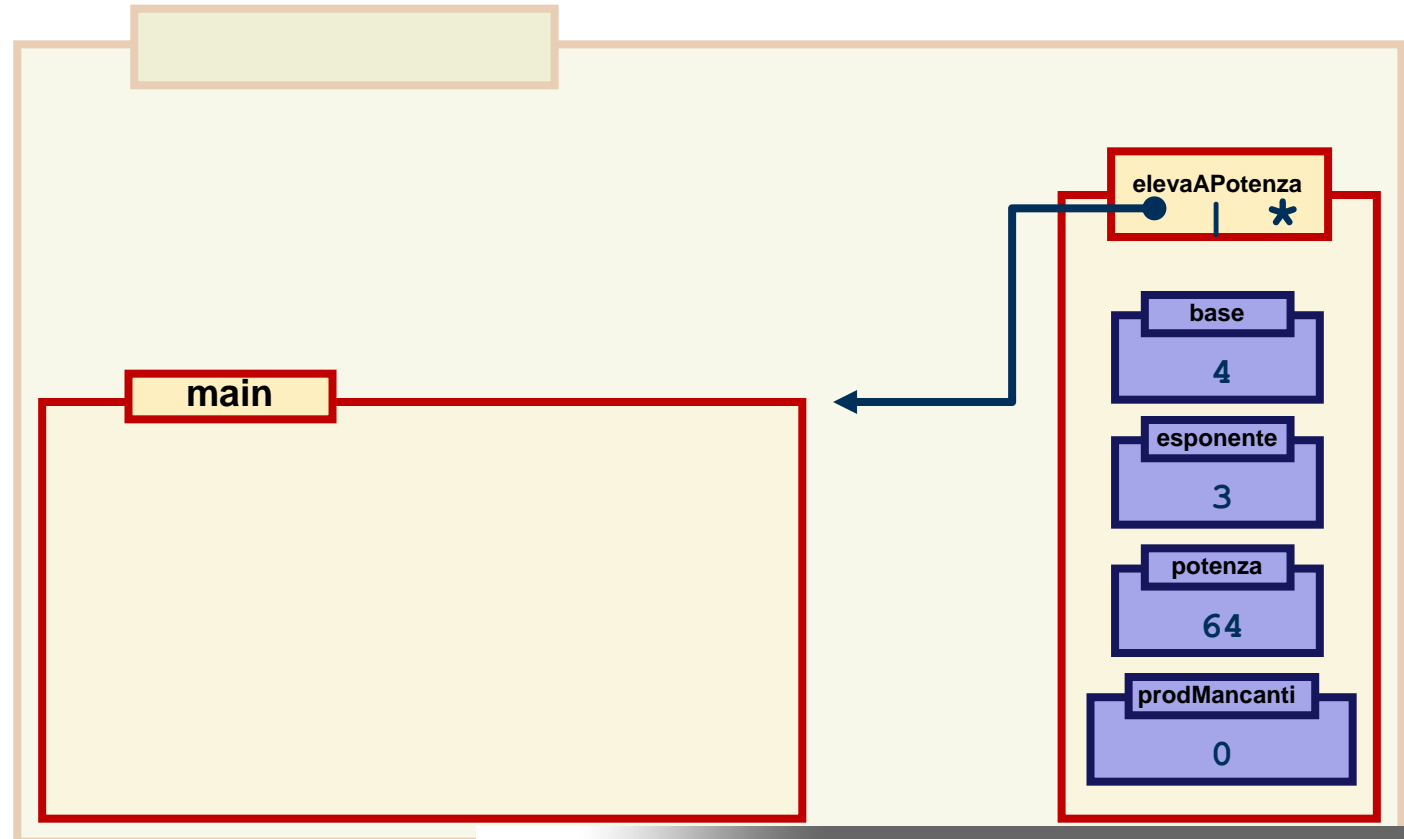 elevaAPotenza
| *
base
4
main
esponente
3
potenza
64
prodMancanti
0